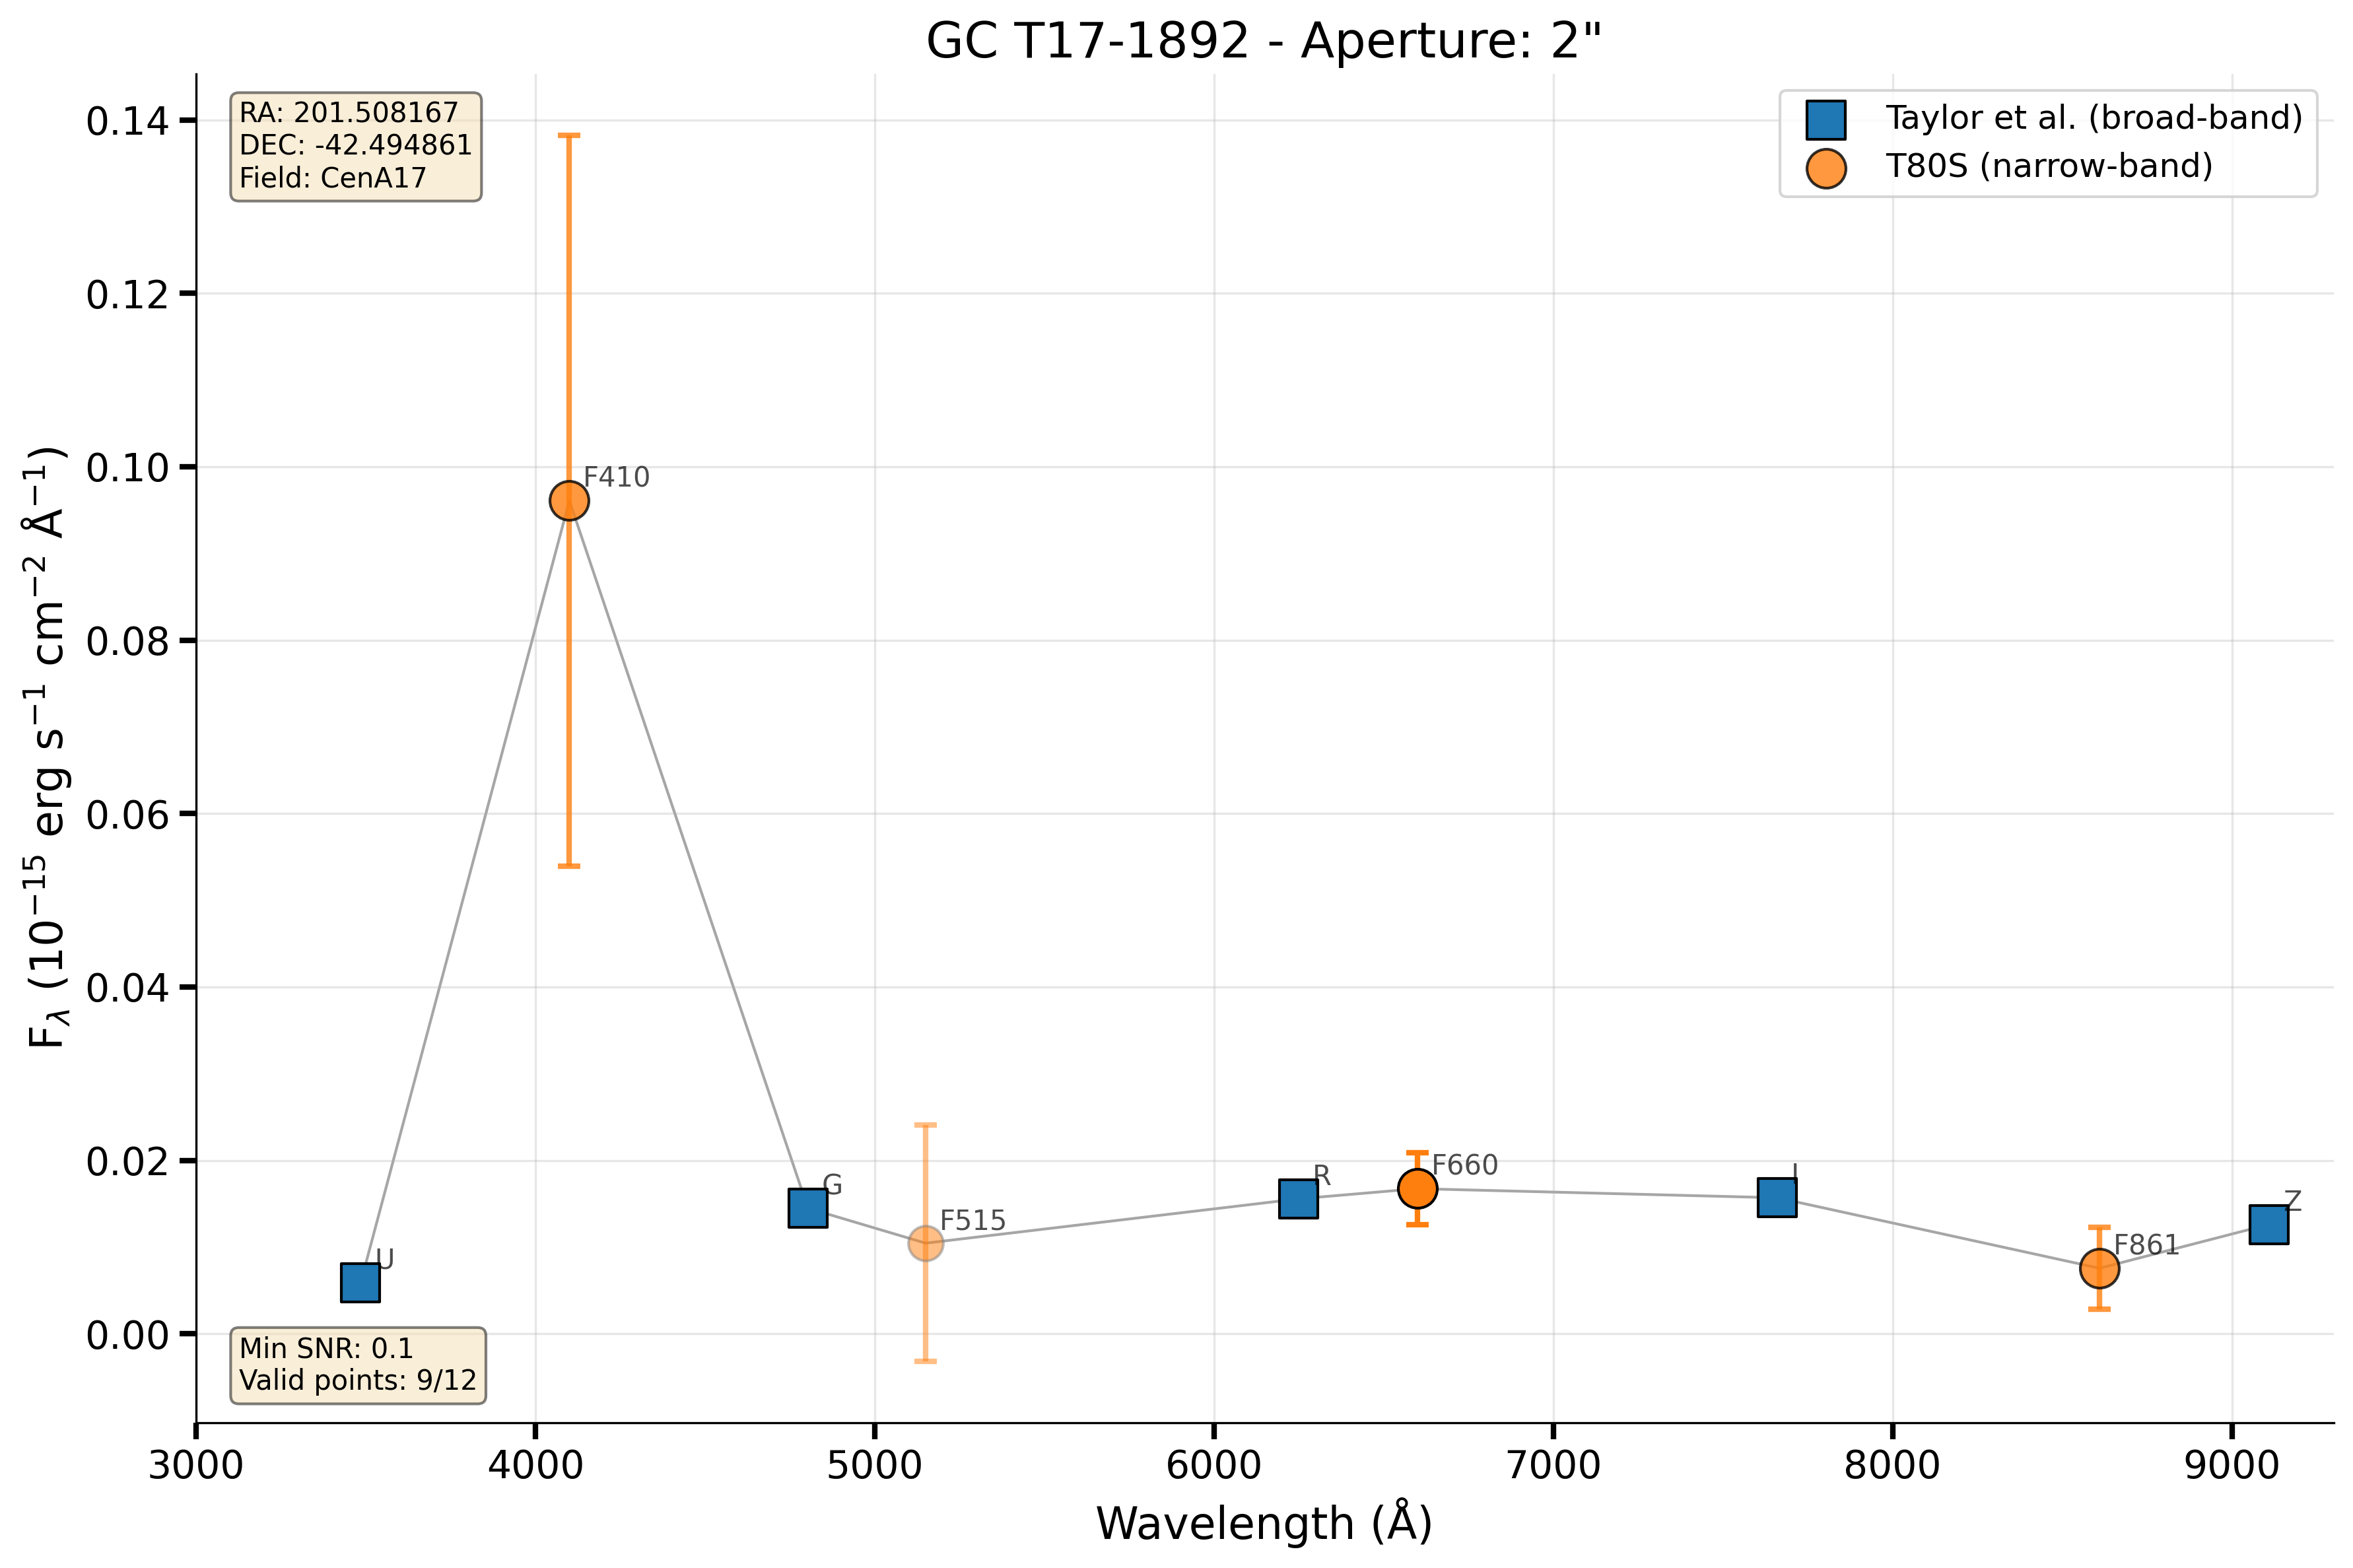 GC T17-1892 - Aperture: 2"
RA: 201.508167
DEC: -42.494861
Field: CenA17
Taylor et al. (broad-band)
T80S (narrow-band)
0.14
0.12
0.10
0.08
0.06
0.04
0.02
0.00
F_λ (10⁻¹⁵ erg s⁻¹ cm⁻² Å⁻¹)
U
F410
G
F515
R
F660
I
F861
Z
Min SNR: 0.1
Valid points: 9/12
3000 4000 5000 6000 7000 8000 9000
Wavelength (Å)